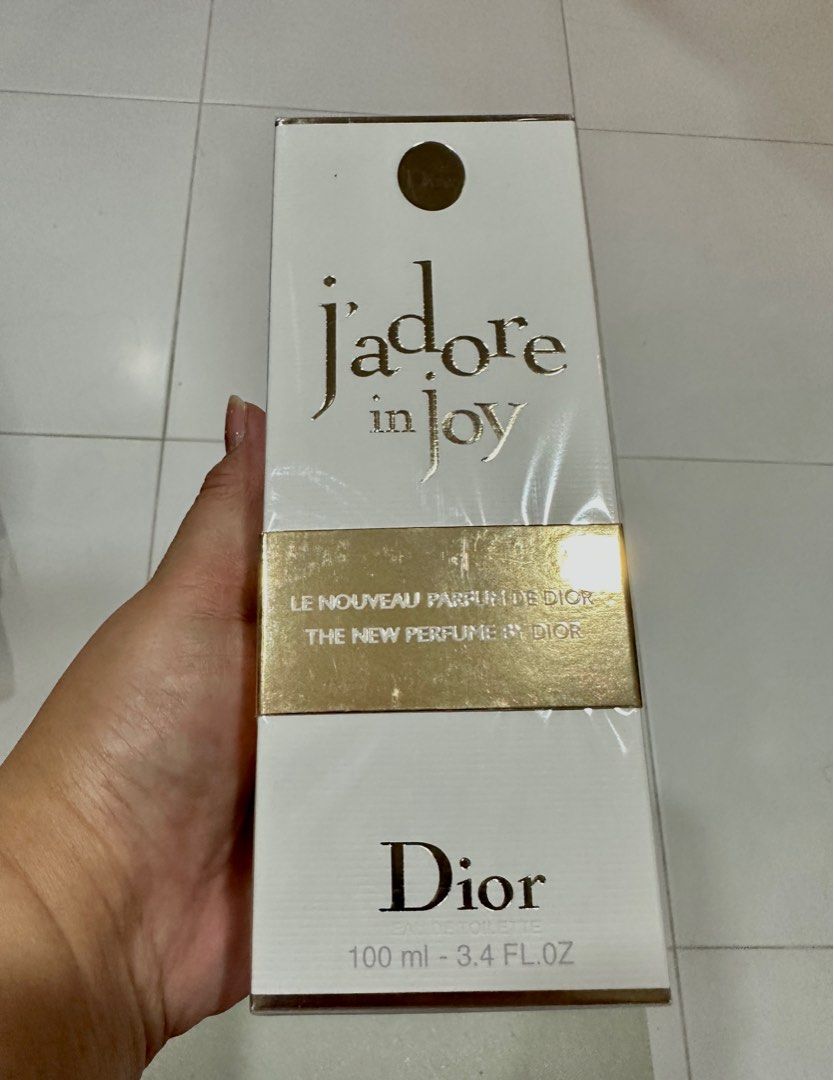 Dior
j'adore
in joy
LE NOUVEAU PARFUM DE DIOR
THE NEW PERFUME BY DIOR
Dior
EAU DE TOILETTE
100 ml - 3.4 FL.OZ